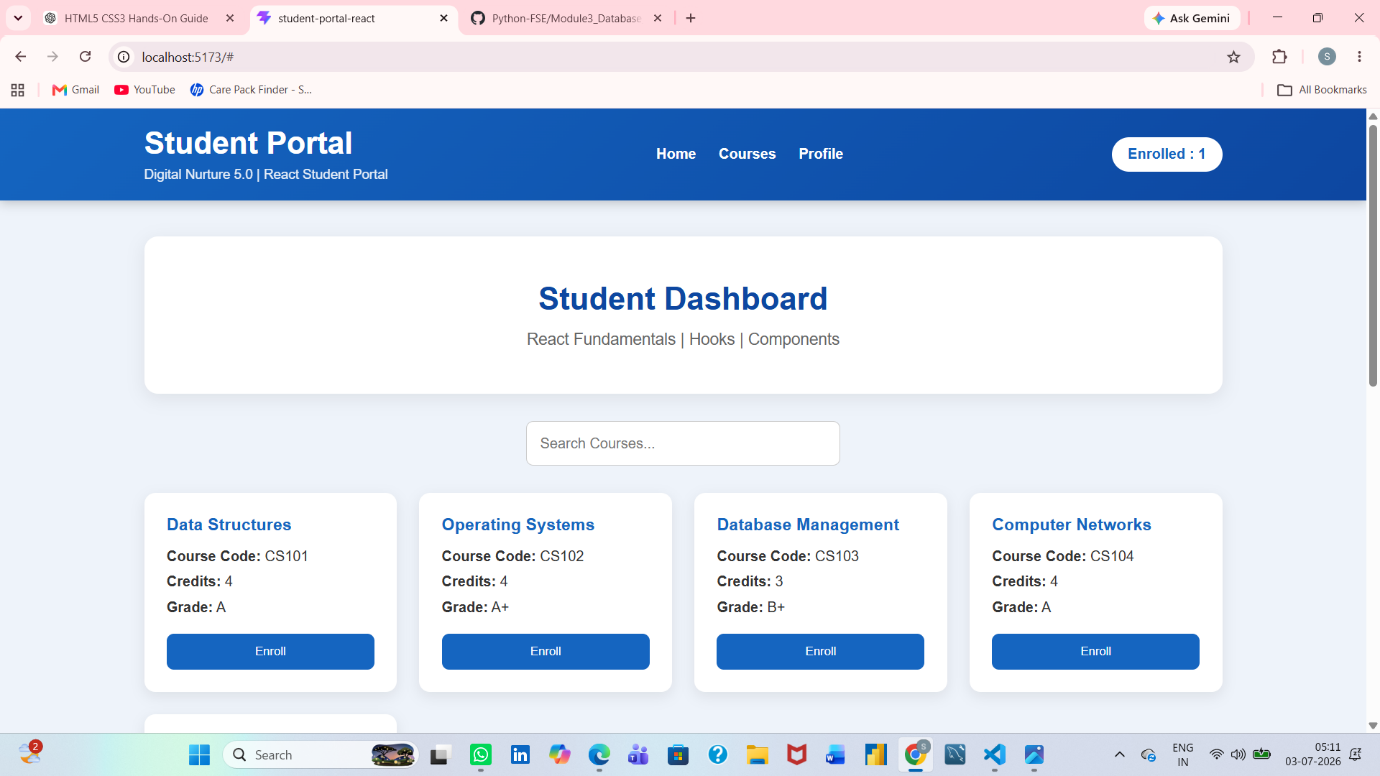 HTML5 CSS3 Hands-On Guide
student-portal-react
Python-FSE/Module3_Database
Ask Gemini
localhost:5173/#
S
Gmail
YouTube
hp
Care Pack Finder - S...
All Bookmarks
Student Portal
Digital Nurture 5.0 | React Student Portal
Home
Courses
Profile
Enrolled : 1
Student Dashboard
React Fundamentals | Hooks | Components
Search Courses...
Data Structures
Course Code: CS101
Credits: 4
Grade: A
Enroll
Operating Systems
Course Code: CS102
Credits: 4
Grade: A+
Enroll
Database Management
Course Code: CS103
Credits: 3
Grade: B+
Enroll
Computer Networks
Course Code: CS104
Credits: 4
Grade: A
Enroll
2
Search
S
ENG
IN
05:11
03-07-2026